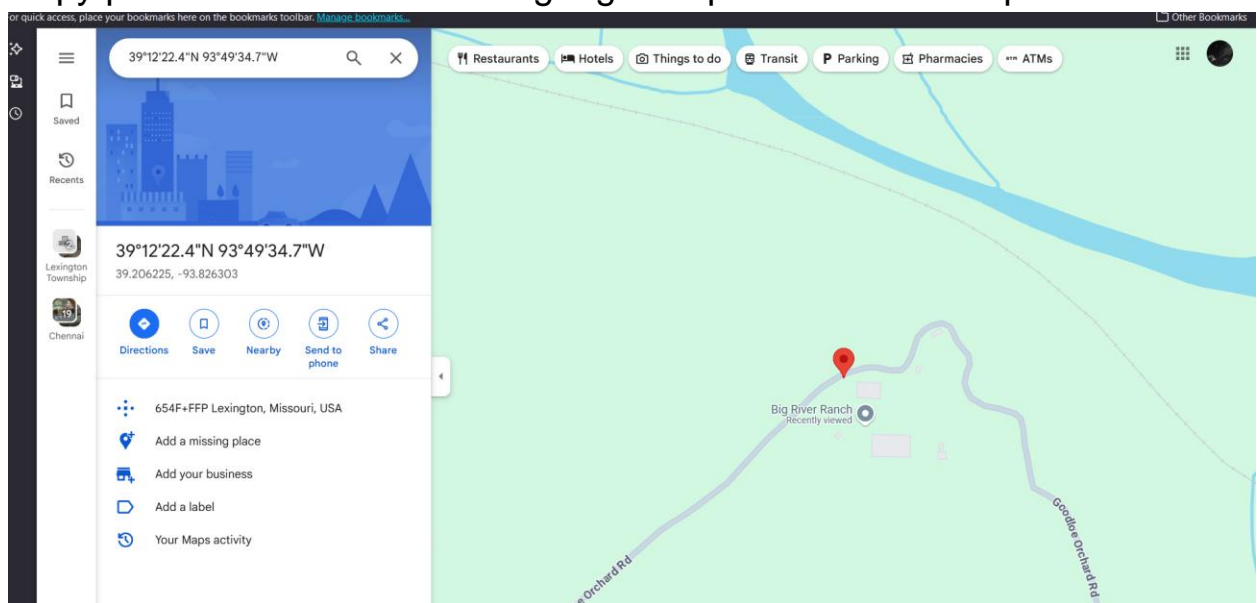 or quick access, place your bookmarks here on the bookmarks toolbar. Manage bookmarks...
Other Bookmarks
39°12'22.4"N 93°49'34.7"W
Restaurants
Hotels
Things to do
Transit
P Parking
Pharmacies
ATM ATMs
Saved
Recents
Lexington
Township
19
Chennai
39°12'22.4"N 93°49'34.7"W
39.206225, -93.826303
Directions
Save
Nearby
Send to
phone
Share
654F+FFP Lexington, Missouri, USA
Add a missing place
Add your business
Add a label
Your Maps activity
Big River Ranch
Recently viewed
Goodloe Orchard Rd
e Orchard Rd